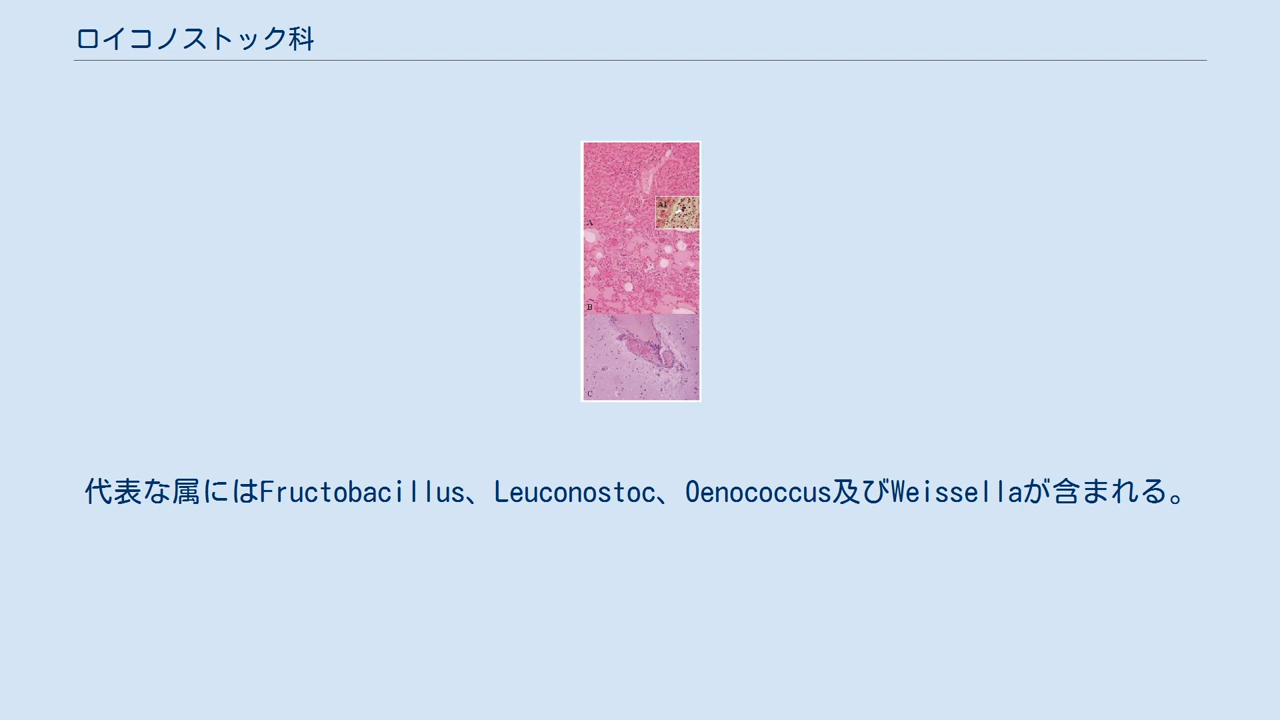 ロイコノストック科
A1
A
B
C
代表な属にはFructobacillus、Leuconostoc、Oenococcus及びWeissellaが含まれる。